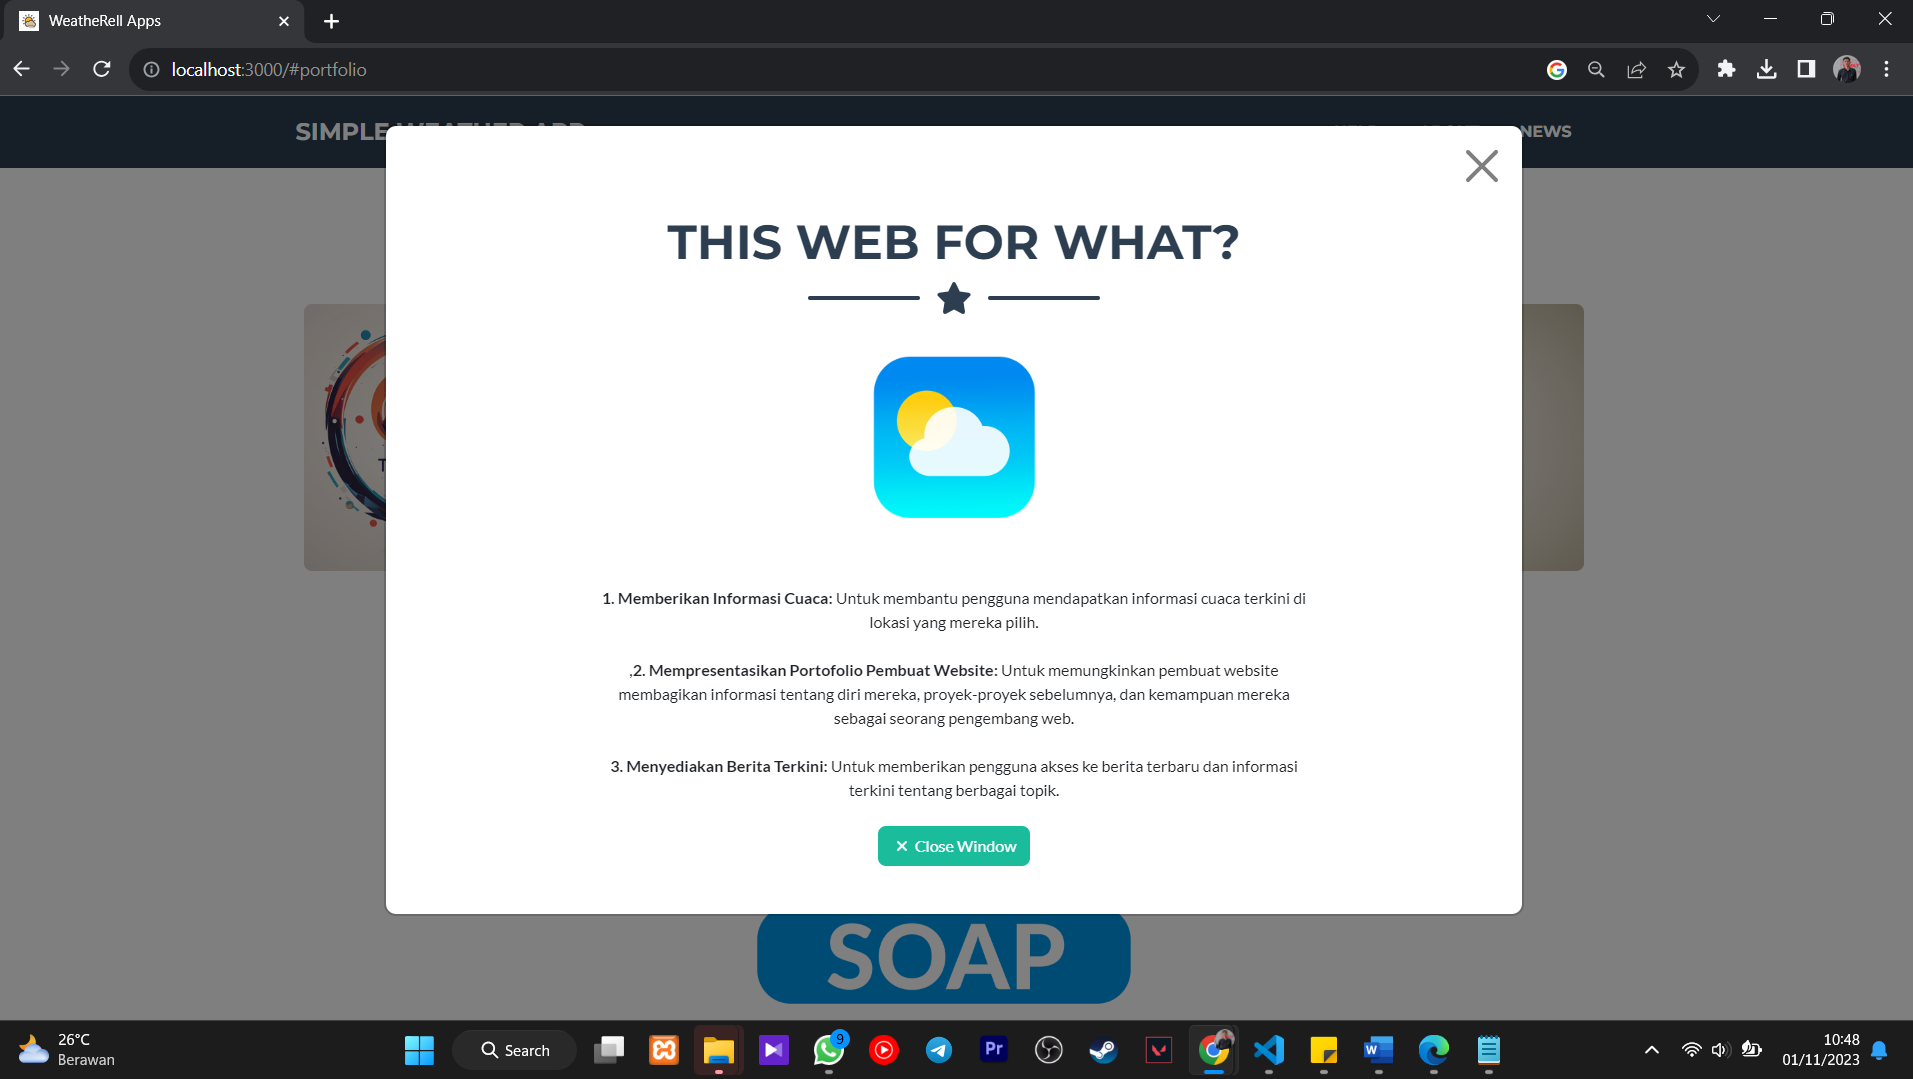 WeatheRell Apps
localhost:3000/#portfolio
SIMPLE WEATHER APP
NEWS
THIS WEB FOR WHAT?
1. Memberikan Informasi Cuaca: Untuk membantu pengguna mendapatkan informasi cuaca terkini di
lokasi yang mereka pilih.
,2. Mempresentasikan Portofolio Pembuat Website: Untuk memungkinkan pembuat website
membagikan informasi tentang diri mereka, proyek-proyek sebelumnya, dan kemampuan mereka
sebagai seorang pengembang web.
3. Menyediakan Berita Terkini: Untuk memberikan pengguna akses ke berita terbaru dan informasi
terkini tentang berbagai topik.
Close Window
SOAP
26°C
Berawan
Search
9
Pr
W
10:48
01/11/2023